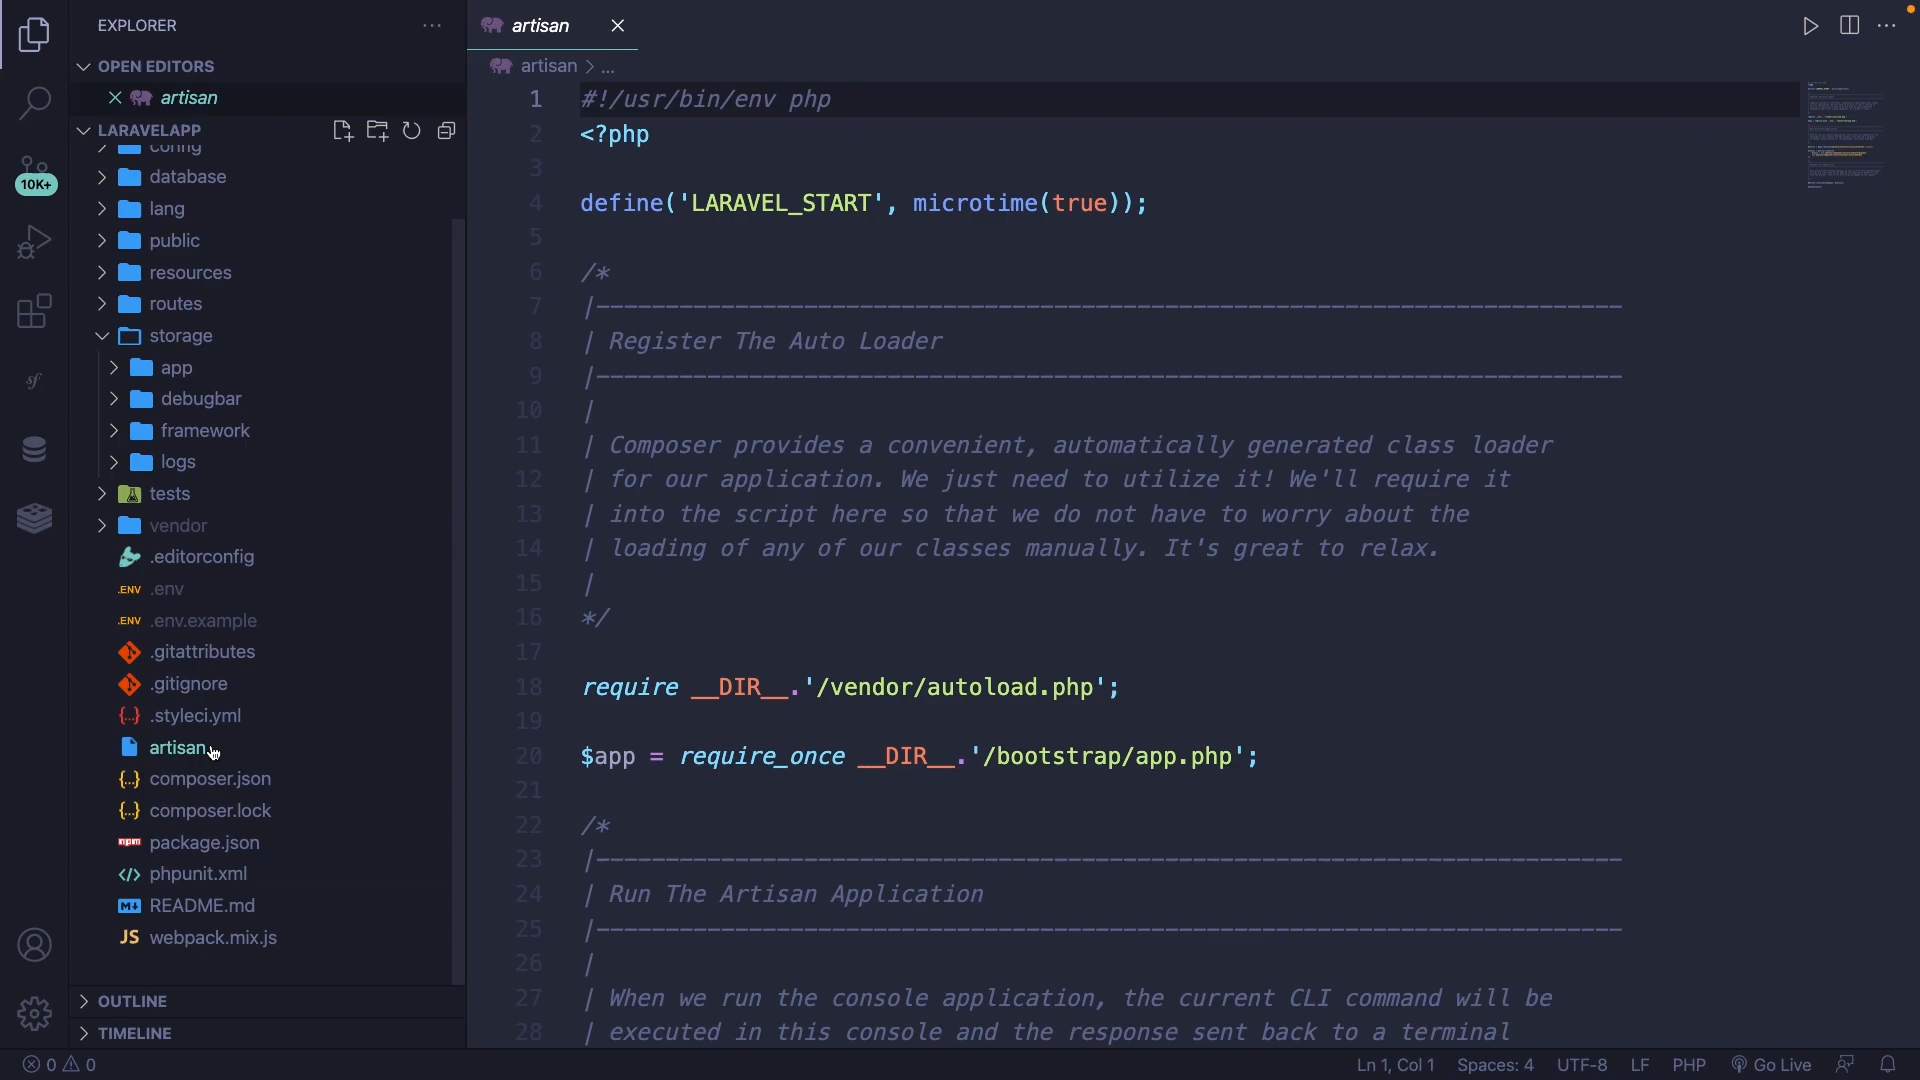 EXPLORER
OPEN EDITORS
artisan
LARAVELAPP
config
database
lang
public
resources
routes
storage
app
debugbar
framework
logs
tests
vendor
.editorconfig
.ENV .env
.ENV .env.example
.gitattributes
.gitignore
{...} .styleci.yml
artisan
{...} composer.json
{...} composer.lock
npm package.json
</> phpunit.xml
M↓ README.md
JS webpack.mix.js
OUTLINE
TIMELINE
10K+
sf
artisan
artisan > ...
1 #!/usr/bin/env php
2 <?php
3
4 define('LARAVEL_START', microtime(true));
5
6 /*
7 |--------------------------------------------------------------------------
8 | Register The Auto Loader
9 |--------------------------------------------------------------------------
10 |
11 | Composer provides a convenient, automatically generated class loader
12 | for our application. We just need to utilize it! We'll require it
13 | into the script here so that we do not have to worry about the
14 | loading of any of our classes manually. It's great to relax.
15 |
16 */
17
18 require __DIR__.'/vendor/autoload.php';
19
20 $app = require_once __DIR__.'/bootstrap/app.php';
21
22 /*
23 |--------------------------------------------------------------------------
24 | Run The Artisan Application
25 |--------------------------------------------------------------------------
26 |
27 | When we run the console application, the current CLI command will be
28 | executed in this console and the response sent back to a terminal
0 0
Ln 1, Col 1 Spaces: 4 UTF-8 LF PHP Go Live